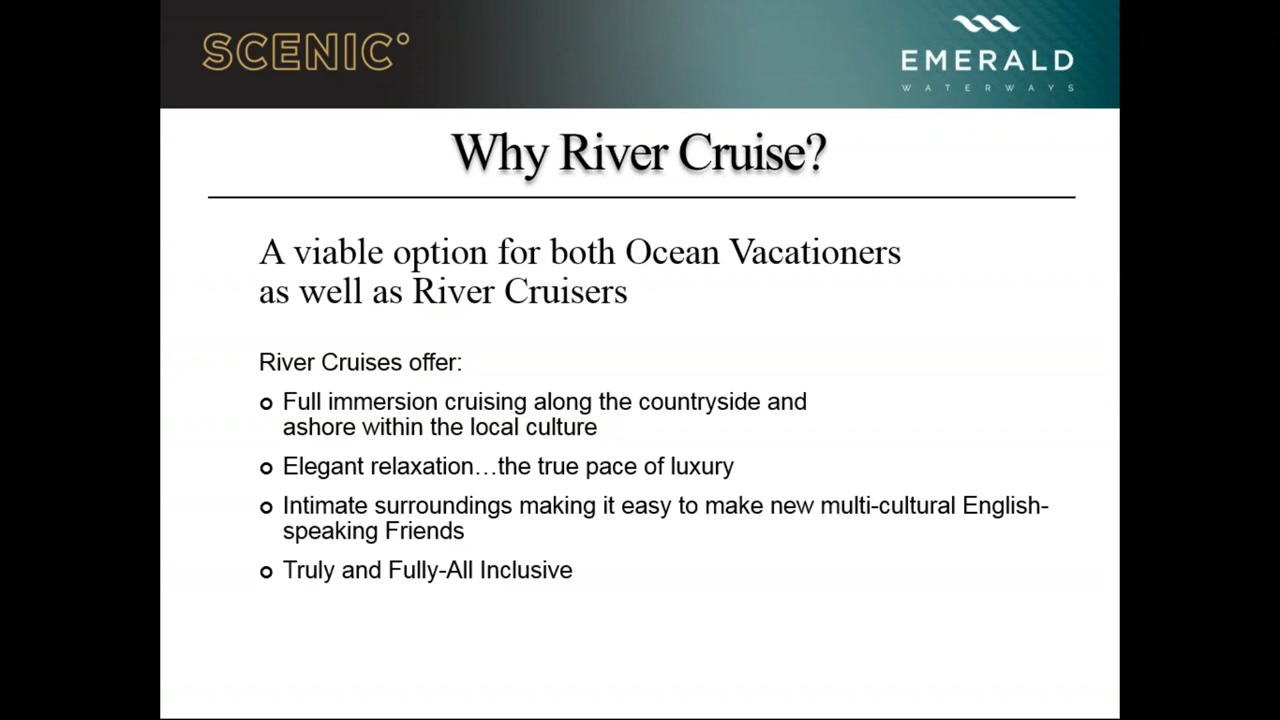 SCENIC°
EMERALD
WATERWAYS
Why River Cruise?
A viable option for both Ocean Vacationers
as well as River Cruisers
River Cruises offer:
Full immersion cruising along the countryside and
ashore within the local culture
Elegant relaxation…the true pace of luxury
Intimate surroundings making it easy to make new multi-cultural English-
speaking Friends
Truly and Fully-All Inclusive